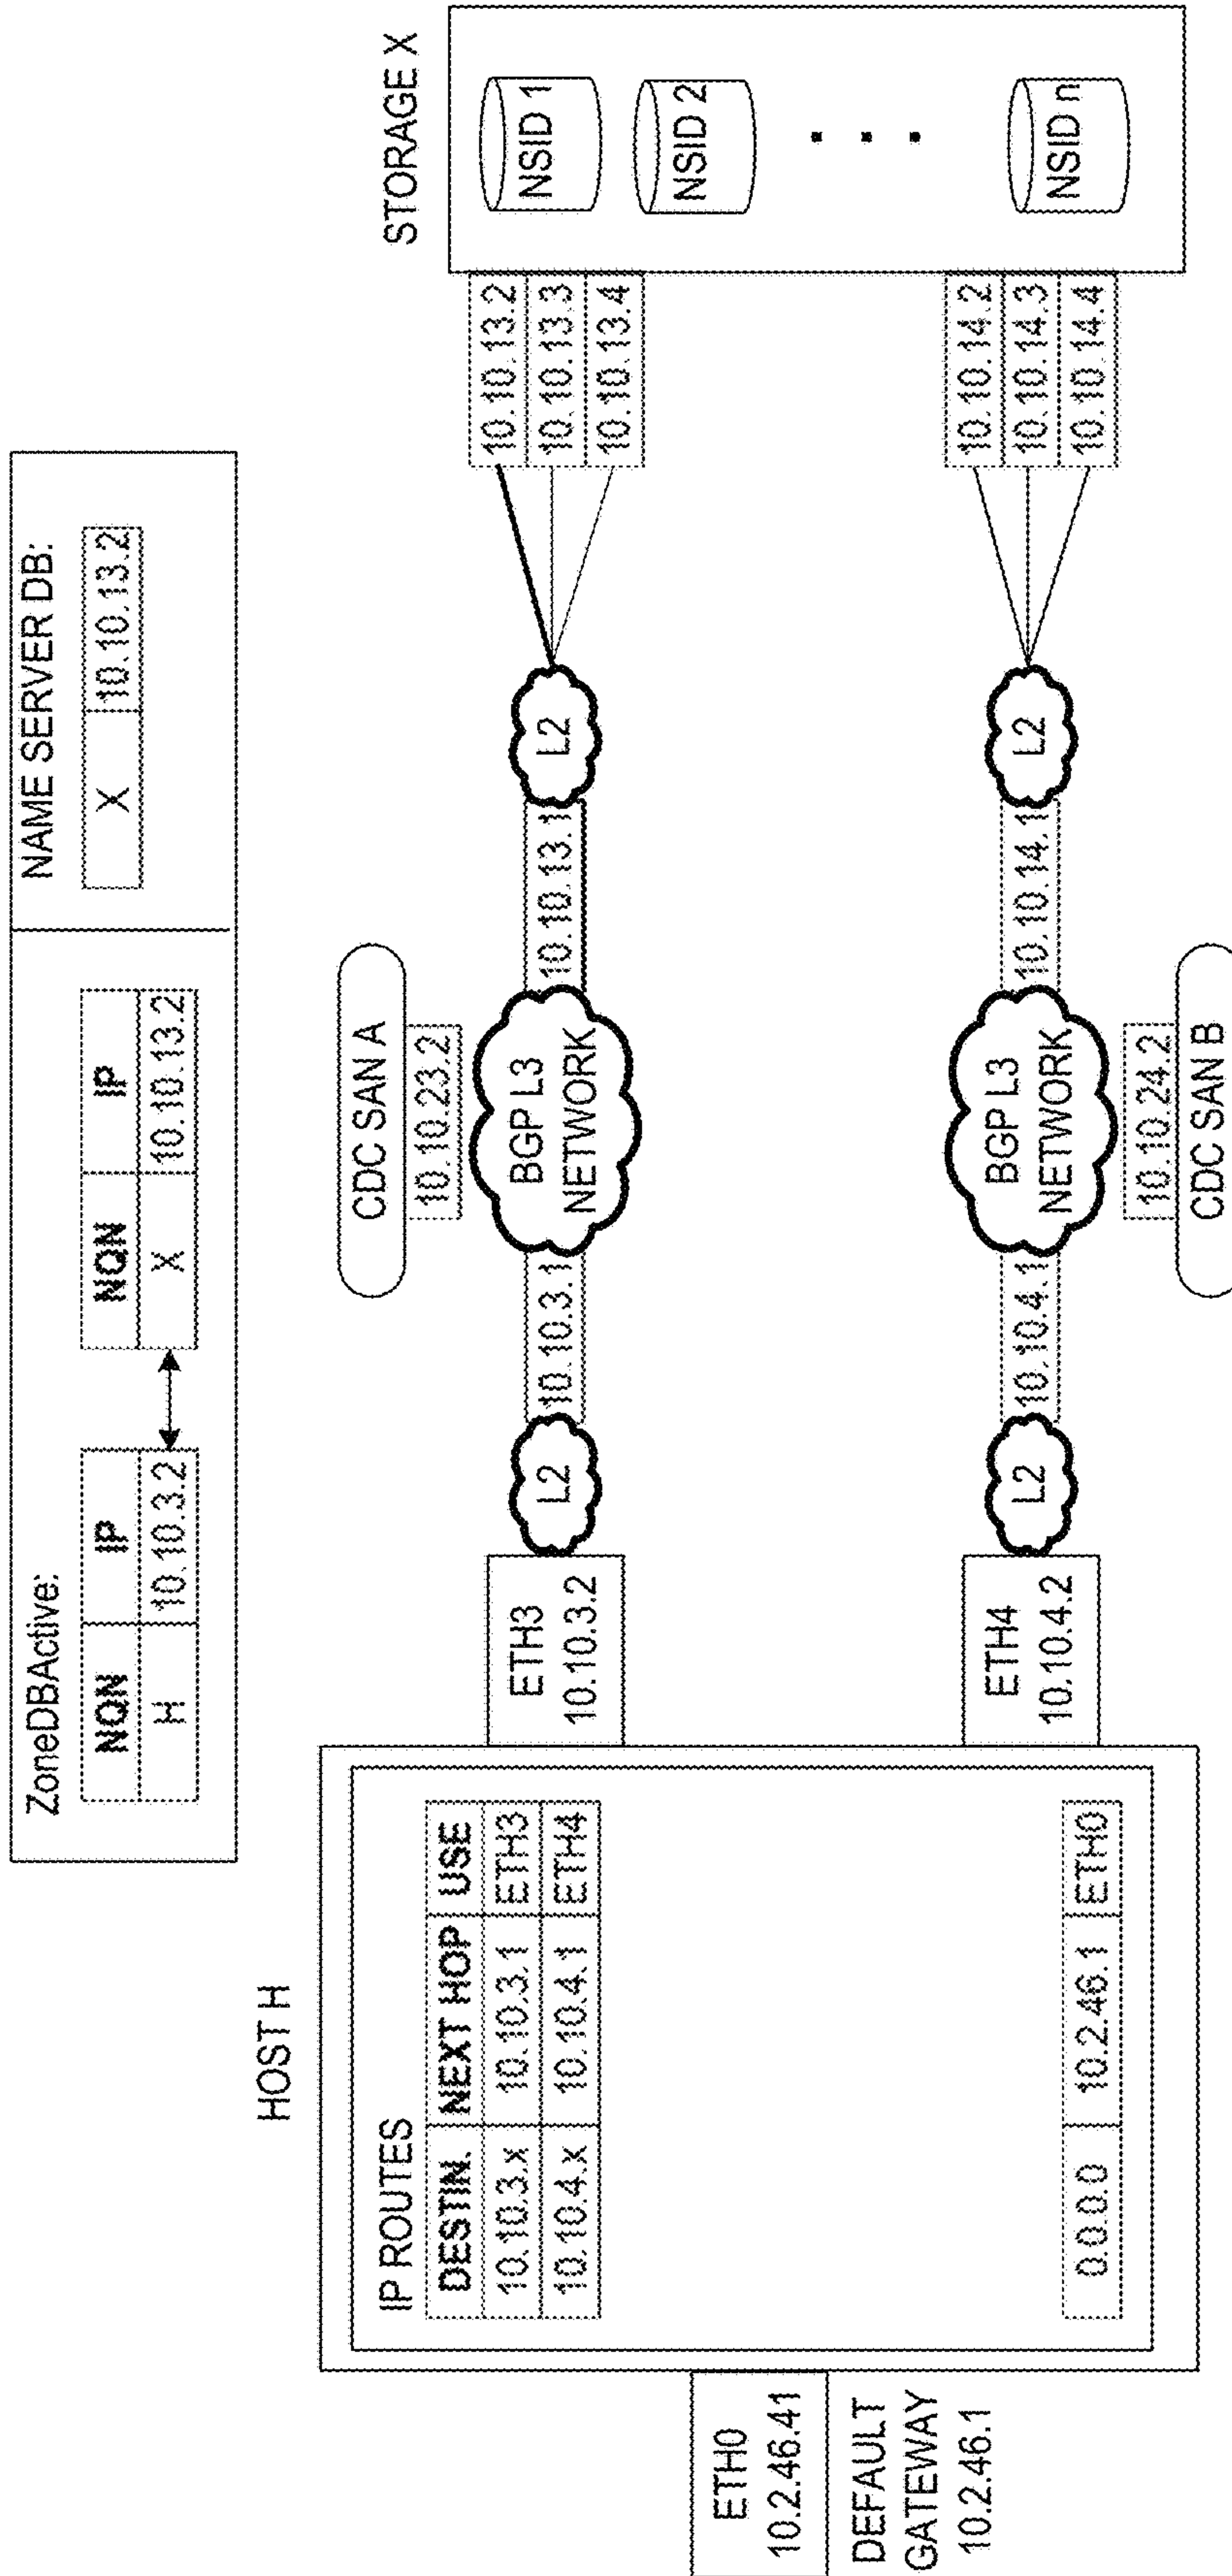 ZoneDBActive:
NQN IP
H 10.10.3.2
NQN IP
X 10.10.13.2
NAME SERVER DB:
X 10.10.13.2
HOST H
IP ROUTES
DESTIN. NEXT HOP USE
10.10.3.x 10.10.3.1 ETH3
10.10.4.x 10.10.4.1 ETH4
0.0.0.0 10.2.46.1 ETH0
ETH0
10.2.46.41
DEFAULT
GATEWAY
10.2.46.1
ETH3
10.10.3.2
L2
10.10.3.1
CDC SAN A
10.10.23.2
BGP L3
NETWORK
10.10.13.1
L2
10.10.13.2
10.10.13.3
10.10.13.4
ETH4
10.10.4.2
L2
10.10.4.1
BGP L3
NETWORK
10.10.24.2
CDC SAN B
10.10.14.1
L2
10.10.14.2
10.10.14.3
10.10.14.4
STORAGE X
NSID 1
NSID 2
. . .
NSID n